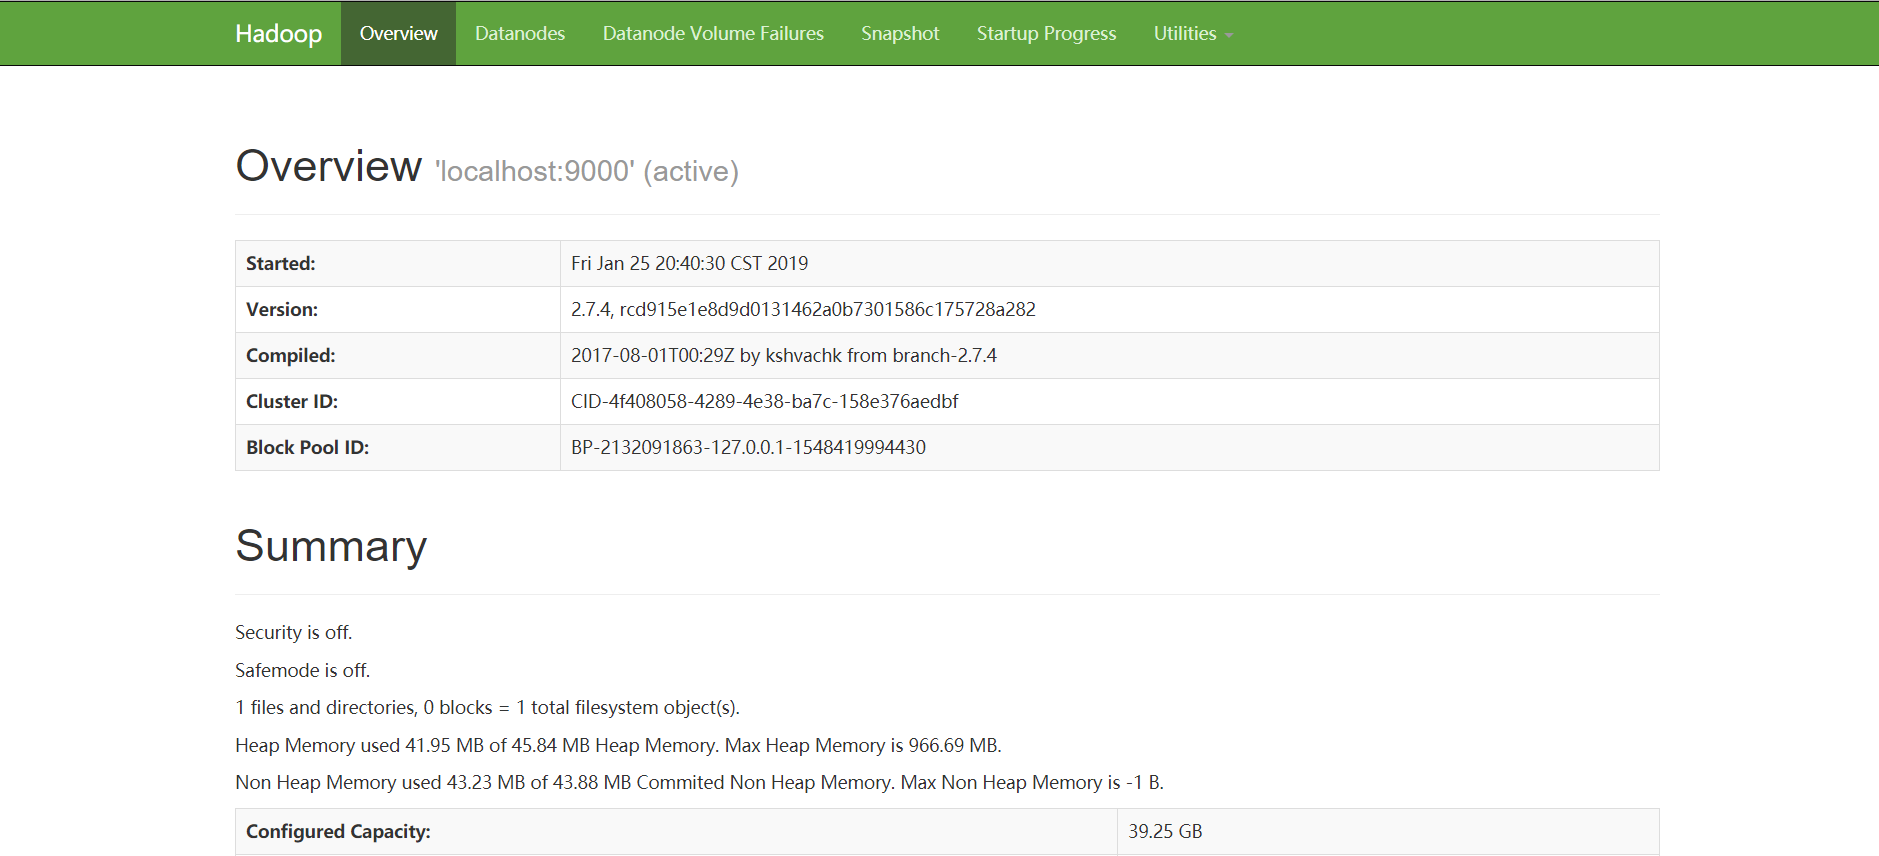 Hadoop Overview Datanodes Datanode Volume Failures Snapshot Startup Progress Utilities
Overview 'localhost:9000' (active)
Started: Fri Jan 25 20:40:30 CST 2019
Version: 2.7.4, rcd915e1e8d9d0131462a0b7301586c175728a282
Compiled: 2017-08-01T00:29Z by kshvachk from branch-2.7.4
Cluster ID: CID-4f408058-4289-4e38-ba7c-158e376aedbf
Block Pool ID: BP-2132091863-127.0.0.1-1548419994430
Summary
Security is off.
Safemode is off.
1 files and directories, 0 blocks = 1 total filesystem object(s).
Heap Memory used 41.95 MB of 45.84 MB Heap Memory. Max Heap Memory is 966.69 MB.
Non Heap Memory used 43.23 MB of 43.88 MB Commited Non Heap Memory. Max Non Heap Memory is -1 B.
Configured Capacity: 39.25 GB